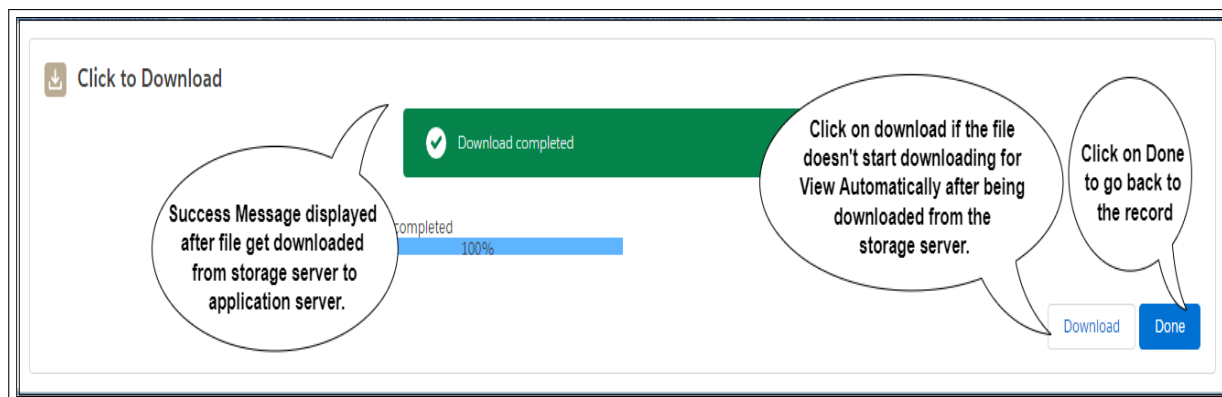 Click to Download
Download completed
Success Message displayed
after file get downloaded
from storage server to
application server.
completed
100%
Click on download if the file
doesn't start downloading for
View Automatically after being
downloaded from the
storage server.
Click on Done
to go back to
the record
Download
Done